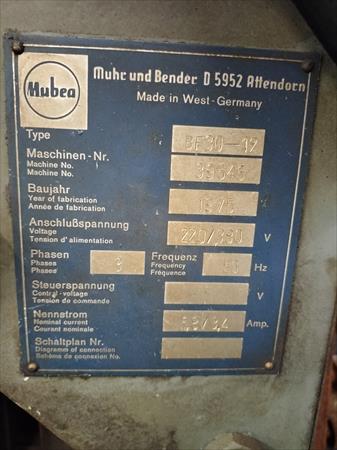 Mubea
Muhr und Bender D 5952 Attendorn
Made in West-Germany
Type BF30-12
Maschinen-Nr.
Machine No.
Machine No.
Baujahr
Year of fabrication
Année de fabrication
Anschlußspannung 220/380 V
Voltage
Tension d'alimentation
Phasen 3 Frequenz Hz
Phases Frequency
Phases Fréquence
Steuerspannung V
Control-voltage
Tension de commande
Nennstrom Amp.
Nominal current
Courant nominale
Schaltplan Nr.
Diagram of connection
Schéma de connexion No.